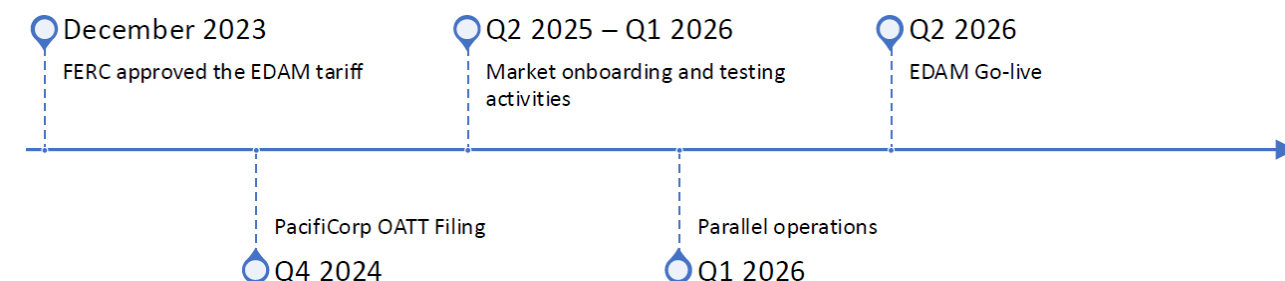 December 2023
FERC approved the EDAM tariff
Q2 2025 – Q1 2026
Market onboarding and testing
activities
Q2 2026
EDAM Go-live
PacifiCorp OATT Filing
Q4 2024
Parallel operations
Q1 2026